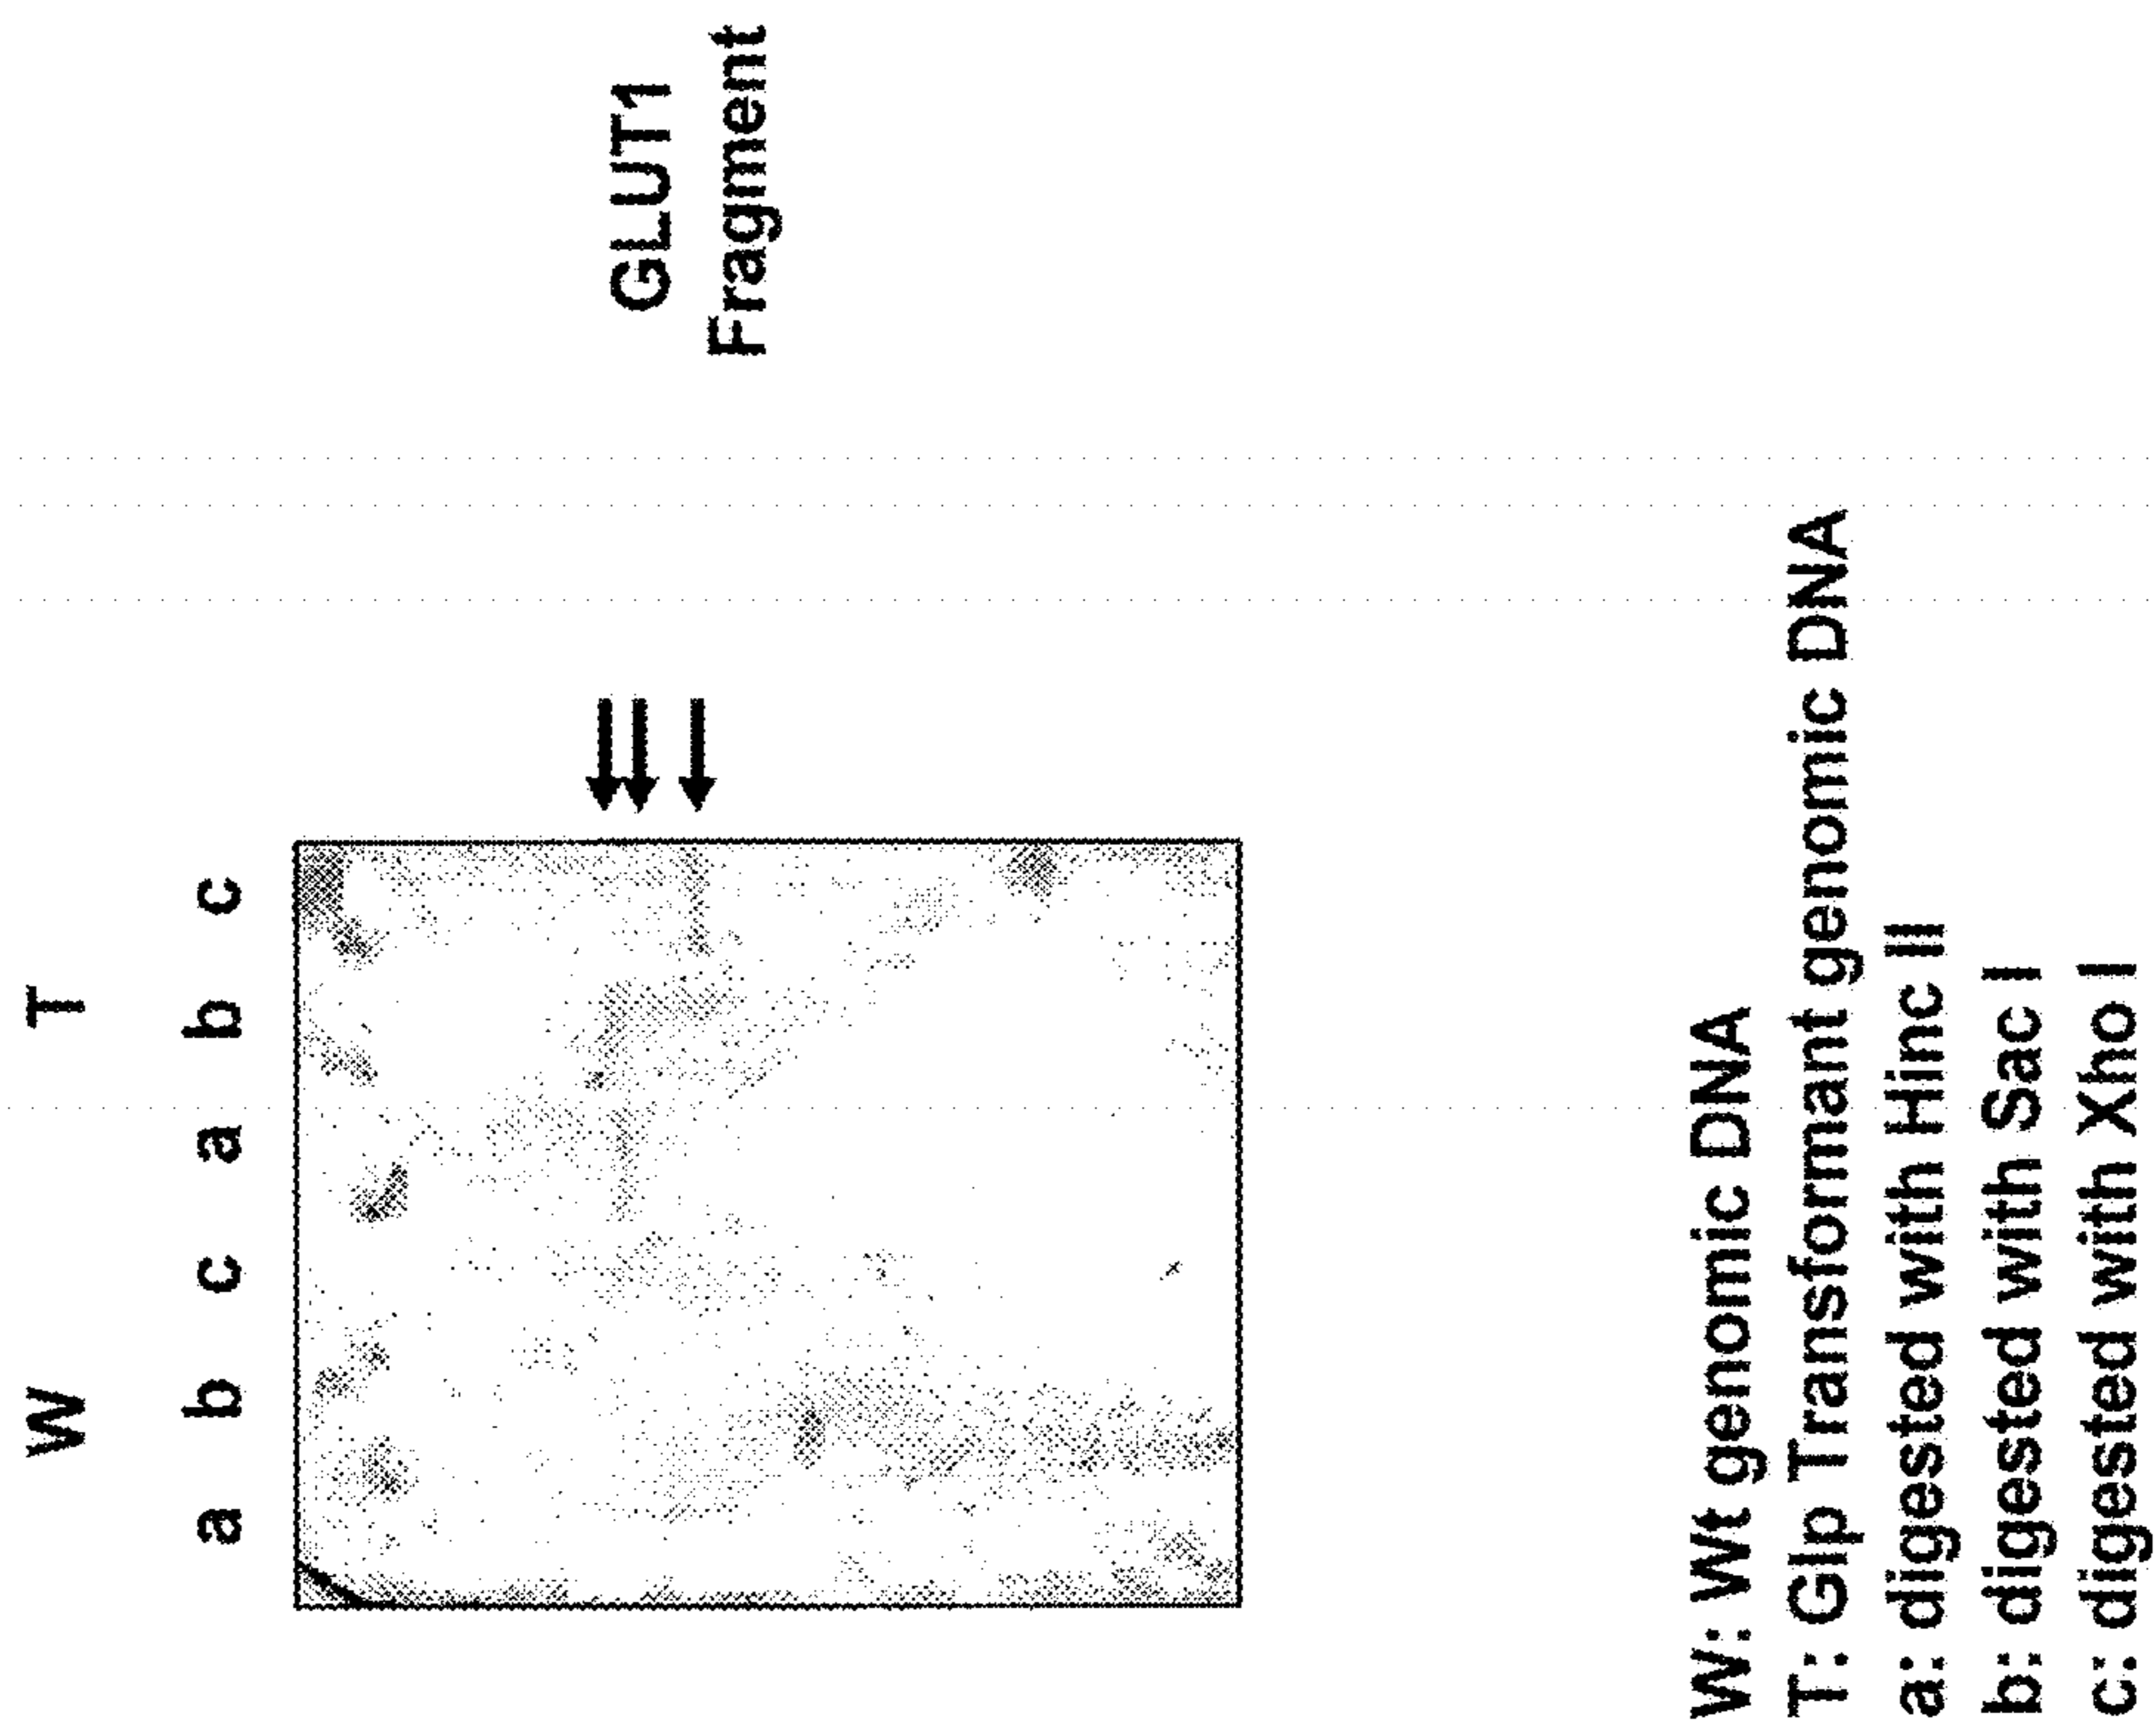 W T
a b c a b c
GLUT1
Fragment
W: Wt genomic DNA
T: Glp Transformant genomic DNA
a: digested with Hinc II
b: digested with Sac I
c: digested with Xho I